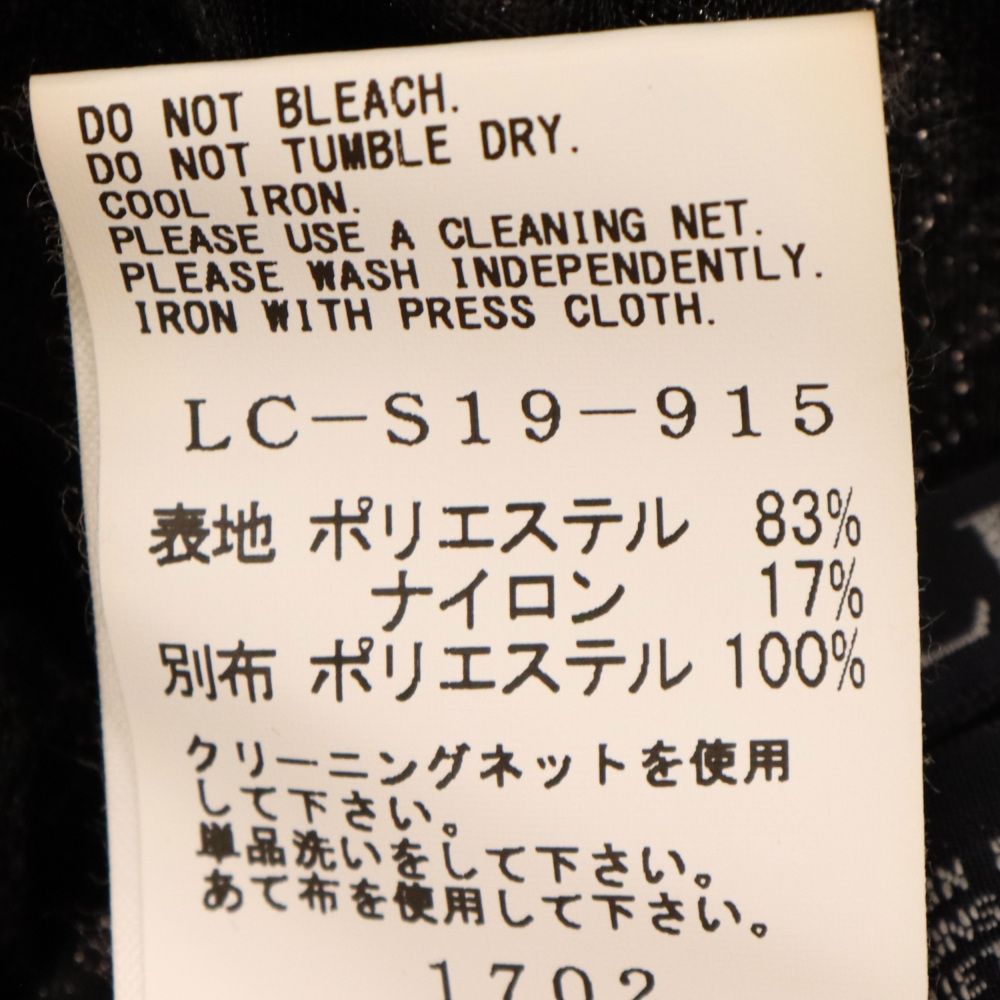 DO NOT BLEACH.
DO NOT TUMBLE DRY.
COOL IRON.
PLEASE USE A CLEANING NET.
PLEASE WASH INDEPENDENTLY.
IRON WITH PRESS CLOTH.
LC-S19-915
表地 ポリエステル 83%
ナイロン 17%
別布 ポリエステル 100%
クリーニングネットを使用
して下さい。
単品洗いをして下さい。
あて布を使用して下さい。
1702